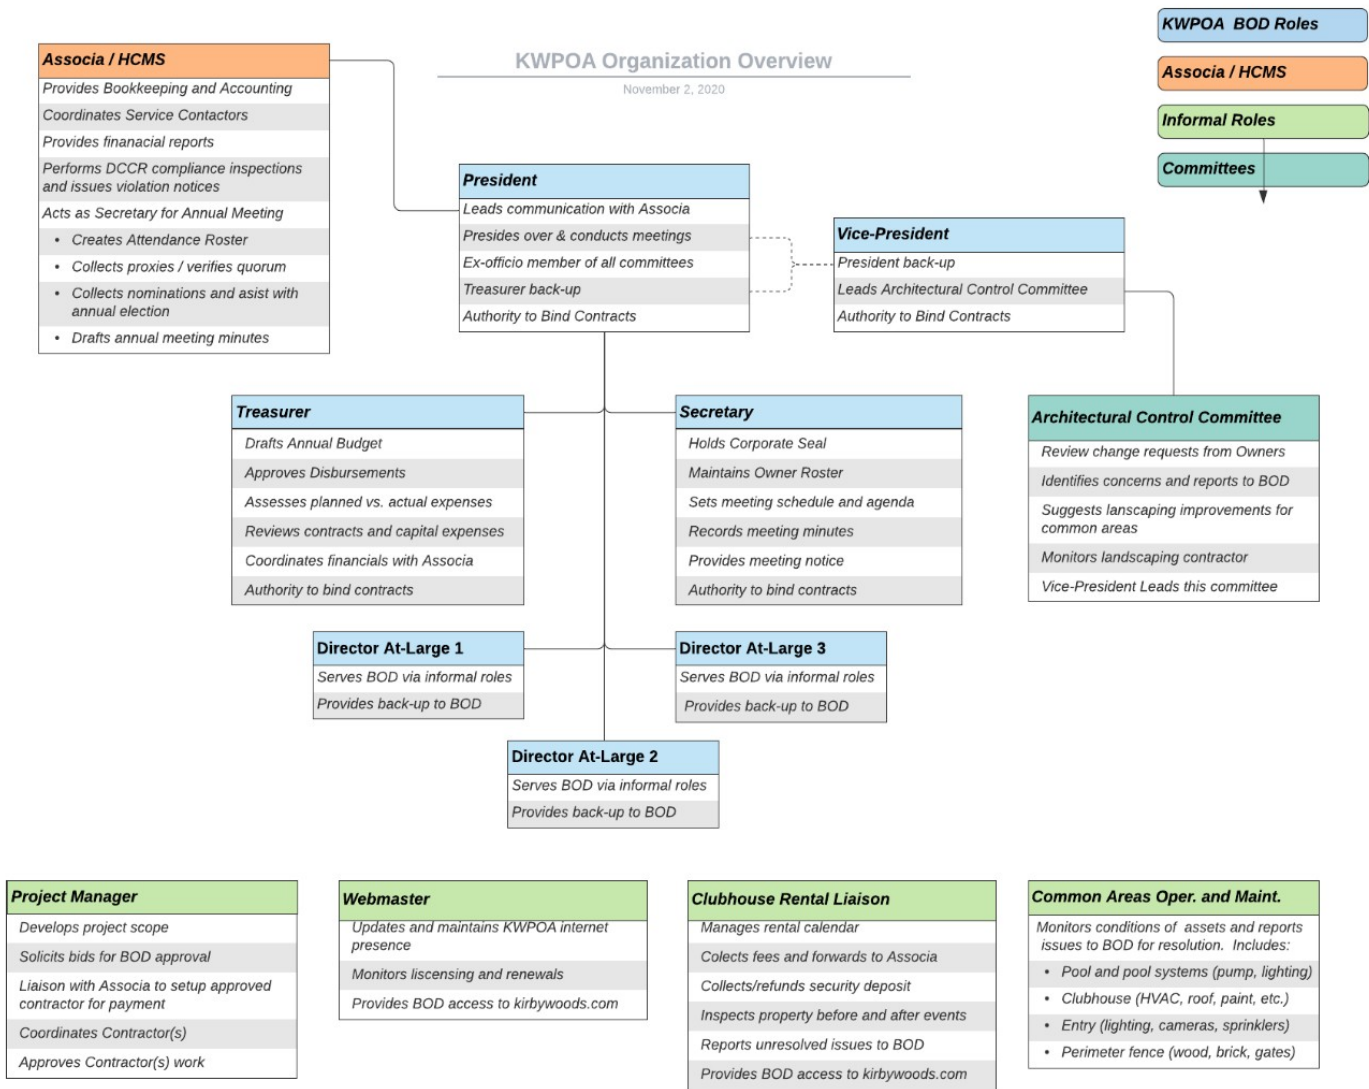 KWPOA Organization Overview
November 2, 2020
KWPOA  BOD Roles
Associa / HCMS
Informal Roles
Committees
Associa / HCMS
Provides Bookkeeping and Accounting
Coordinates Service Contactors
Provides finanacial reports
Performs DCCR compliance inspections
and issues violation notices
Acts as Secretary for Annual Meeting
• Creates Attendance Roster
• Collects proxies / verifies quorum
• Collects nominations and asist with
annual election
• Drafts annual meeting minutes
President
Leads communication with Associa
Presides over & conducts meetings
Ex-officio member of all committees
Treasurer back-up
Authority to Bind Contracts
Vice-President
President back-up
Leads Architectural Control Committee
Authority to Bind Contracts
Treasurer
Drafts Annual Budget
Approves Disbursements
Assesses planned vs. actual expenses
Reviews contracts and capital expenses
Coordinates financials with Associa
Authority to bind contracts
Secretary
Holds Corporate Seal
Maintains Owner Roster
Sets meeting schedule and agenda
Records meeting minutes
Provides meeting notice
Authority to bind contracts
Architectural Control Committee
Review change requests from Owners
Identifies concerns and reports to BOD
Suggests lanscaping improvements for
common areas
Monitors landscaping contractor
Vice-President Leads this committee
Director At-Large 1
Serves BOD via informal roles
Provides back-up to BOD
Director At-Large 3
Serves BOD via informal roles
Provides back-up to BOD
Director At-Large 2
Serves BOD via informal roles
Provides back-up to BOD
Project Manager
Develops project scope
Solicits bids for BOD approval
Liaison with Associa to setup approved
contractor for payment
Coordinates Contractor(s)
Approves Contractor(s) work
Webmaster
Updates and maintains KWPOA internet
presence
Monitors liscensing and renewals
Provides BOD access to kirbywoods.com
Clubhouse Rental Liaison
Manages rental calendar
Colects fees and forwards to Associa
Collects/refunds security deposit
Inspects property before and after events
Reports unresolved issues to BOD
Provides BOD access to kirbywoods.com
Common Areas Oper. and Maint.
Monitors conditions of  assets and reports
issues to BOD for resolution.  Includes:
• Pool and pool systems (pump, lighting)
• Clubhouse (HVAC, roof, paint, etc.)
• Entry (lighting, cameras, sprinklers)
• Perimeter fence (wood, brick, gates)